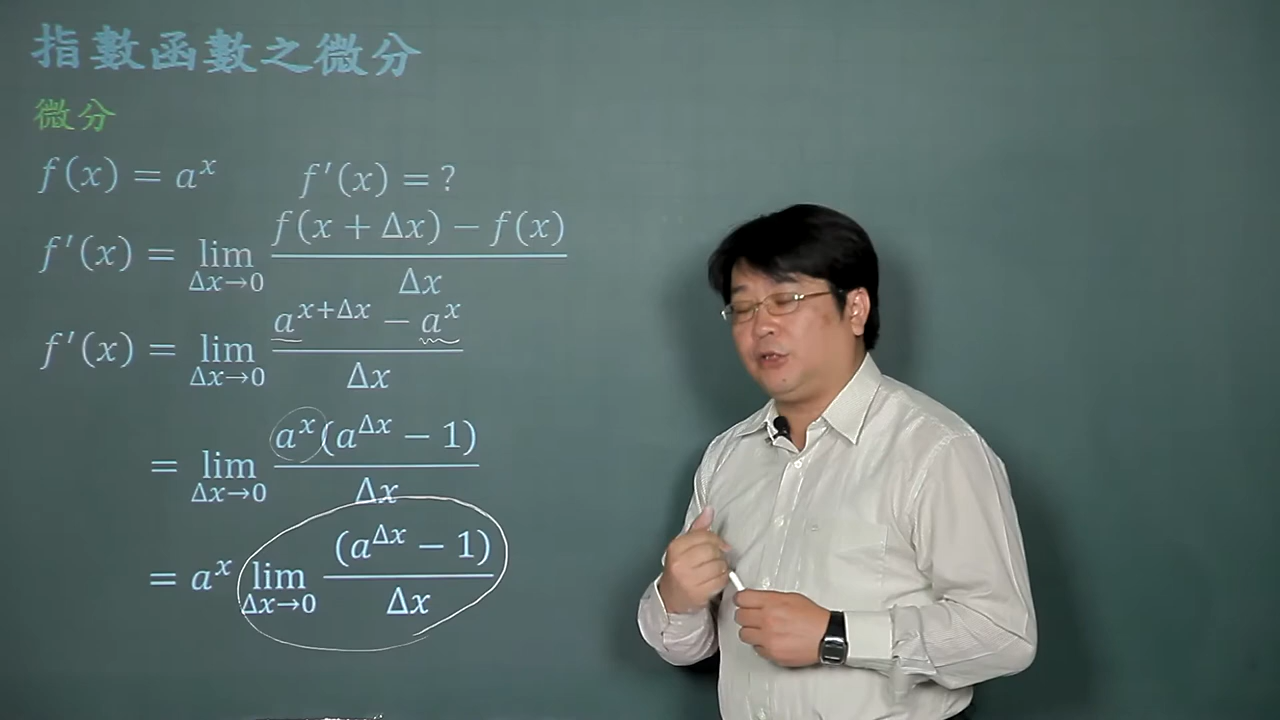 指數函數之微分
微分
f(x) = a^x    f′(x) = ?
f′(x) = lim_{Δx→0} (f(x + Δx) − f(x)) / Δx
f′(x) = lim_{Δx→0} (a^{x+Δx} − a^x) / Δx
= lim_{Δx→0} a^x(a^{Δx} − 1) / Δx
= a^x lim_{Δx→0} (a^{Δx} − 1) / Δx